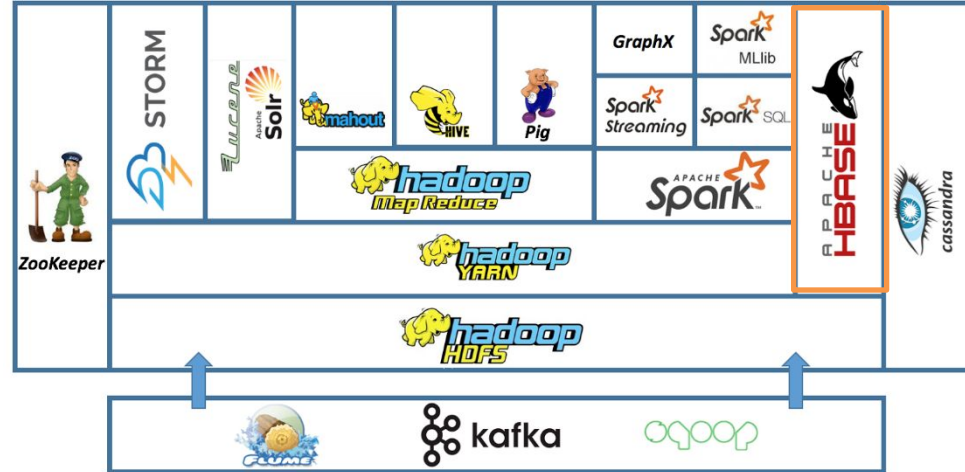 ZooKeeper
STORM
Lucene
Apache
Solr
mahout
HIVE
Pig
GraphX
Spark
MLlib
Spark
Streaming
Spark SQL
hadoop
Map Reduce
APACHE
Spark
TM
APACHE
HBASE
cassandra
hadoop
YARN
hadoop
HDFS
FLUME
kafka
sqoop